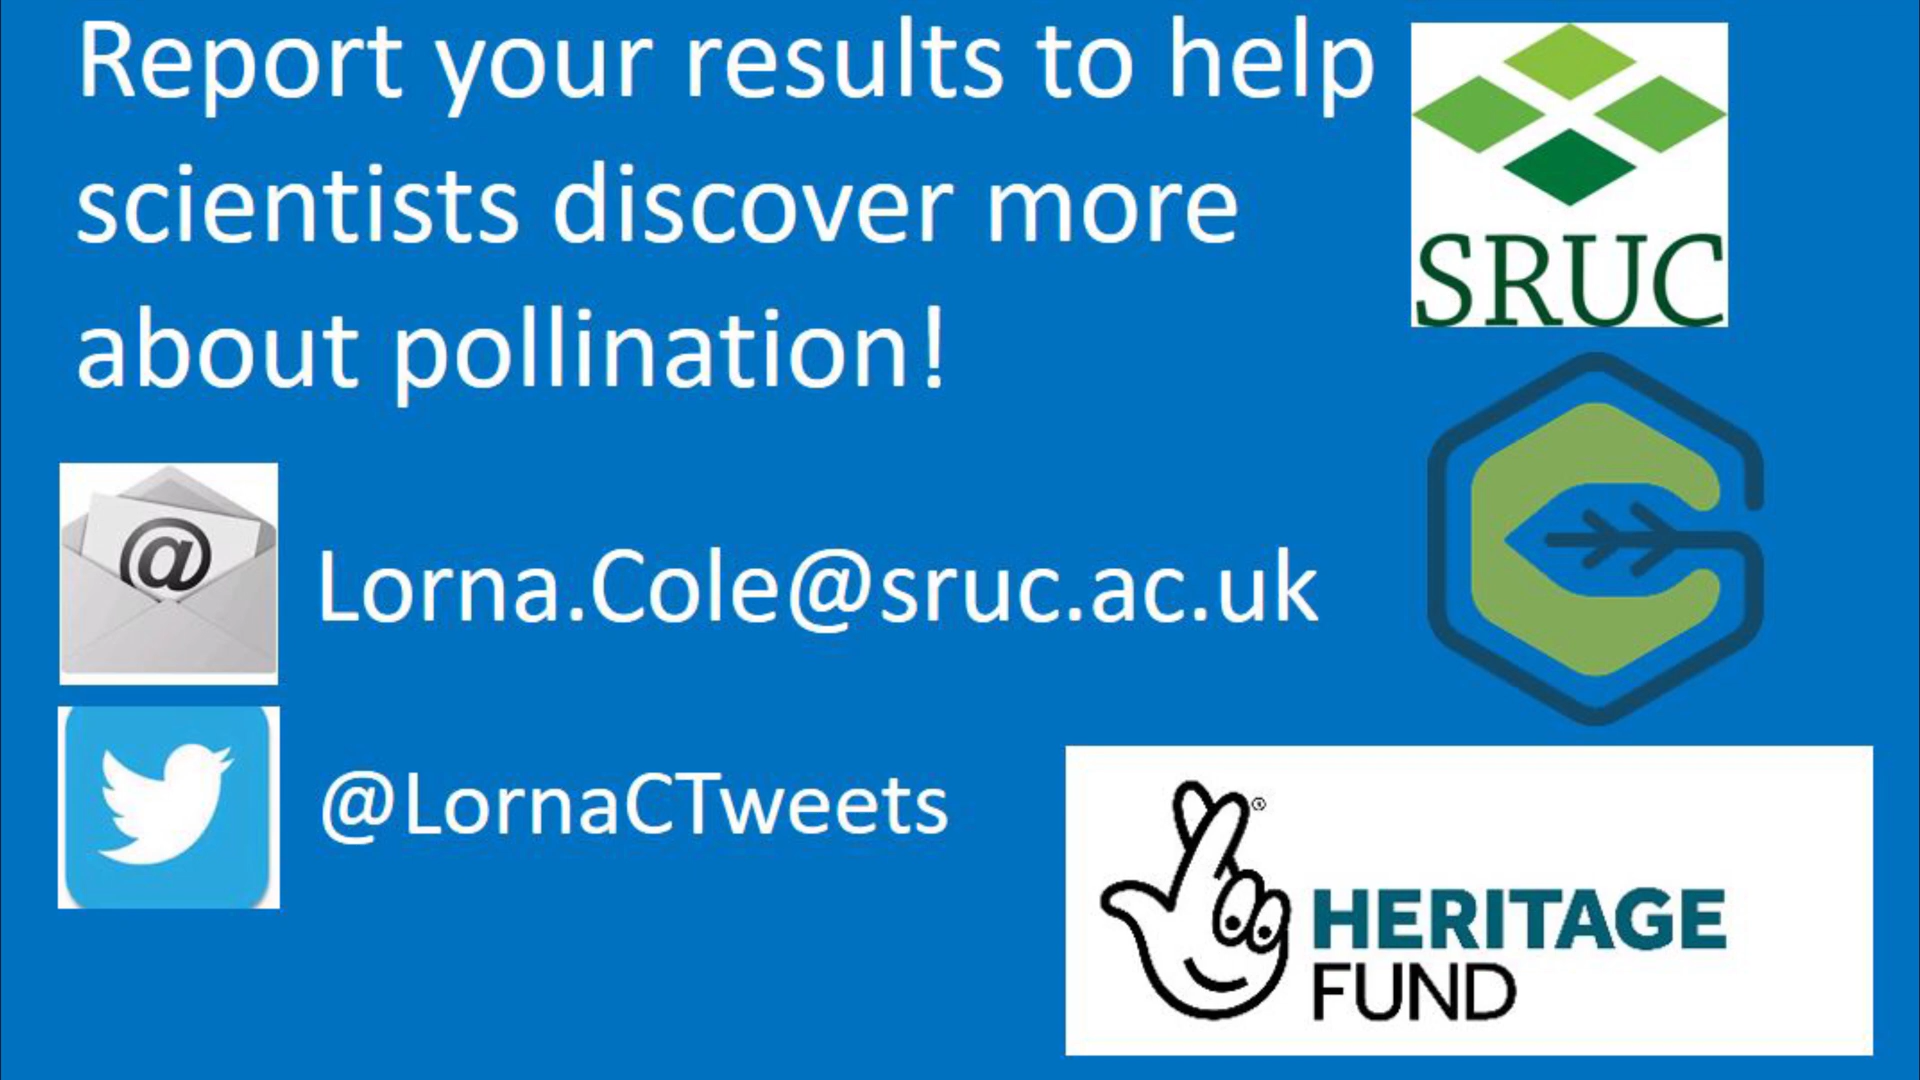 Report your results to help
scientists discover more
about pollination!
SRUC
@
Lorna.Cole@sruc.ac.uk
@LornaCTweets
®
HERITAGE
FUND